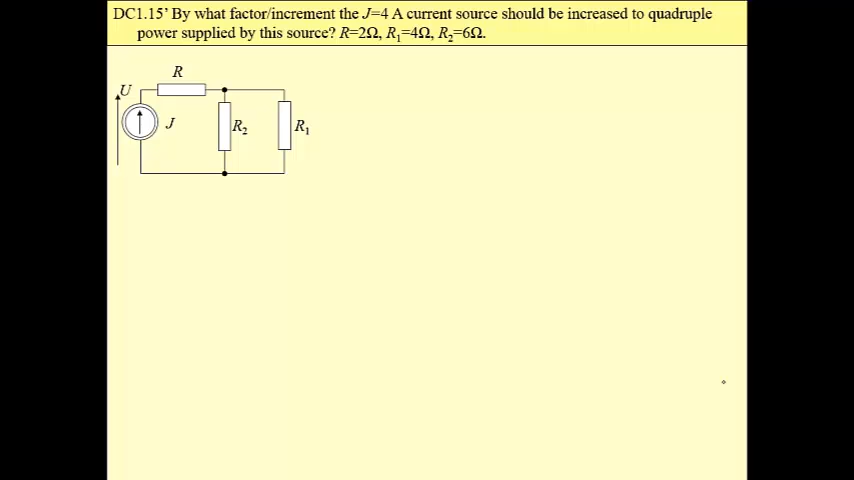 DC1.15’ By what factor/increment the J=4 A current source should be increased to quadruple
power supplied by this source? R=2Ω, R₁=4Ω, R₂=6Ω.
R
U
J
R₂
R₁